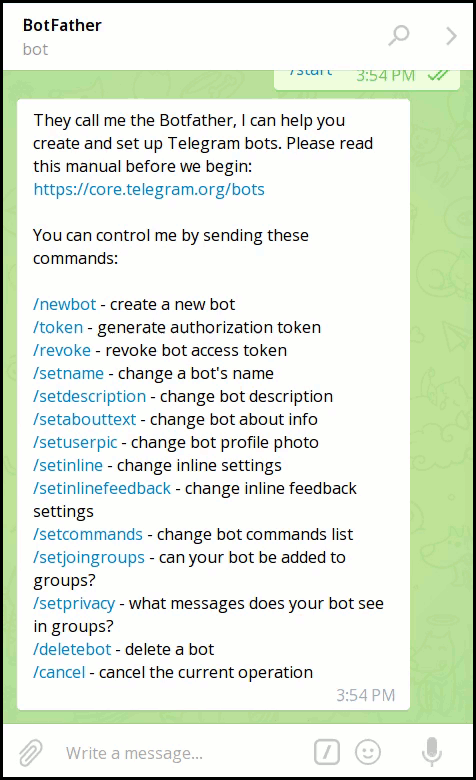 BotFather
bot
/start 3:54 PM
They call me the Botfather, I can help you
create and set up Telegram bots. Please read
this manual before we begin:
https://core.telegram.org/bots
You can control me by sending these
commands:
/newbot - create a new bot
/token - generate authorization token
/revoke - revoke bot access token
/setname - change a bot's name
/setdescription - change bot description
/setabouttext - change bot about info
/setuserpic - change bot profile photo
/setinline - change inline settings
/setinlinefeedback - change inline feedback
settings
/setcommands - change bot commands list
/setjoingroups - can your bot be added to
groups?
/setprivacy - what messages does your bot see
in groups?
/deletebot - delete a bot
/cancel - cancel the current operation
3:54 PM
Write a message...